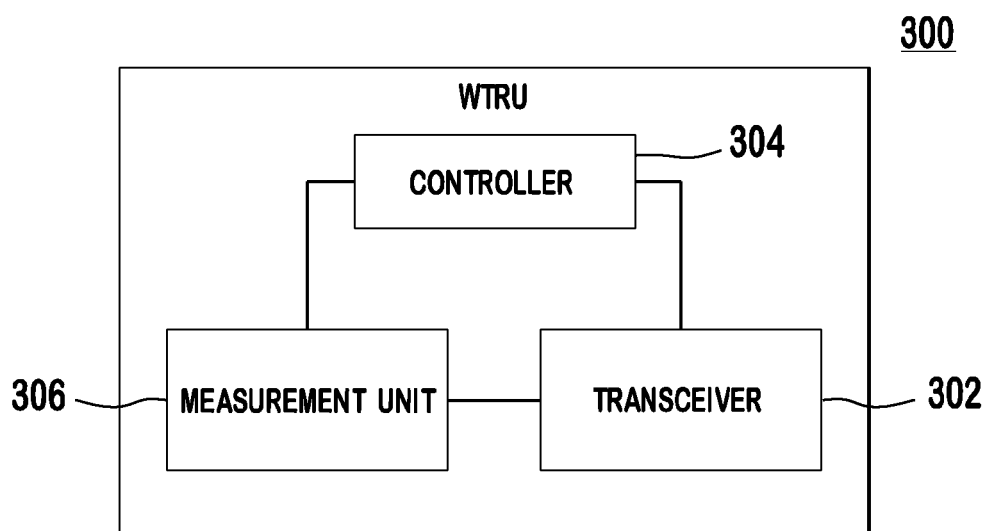 300
WTRU
304
CONTROLLER
306
MEASUREMENT UNIT
TRANSCEIVER
302